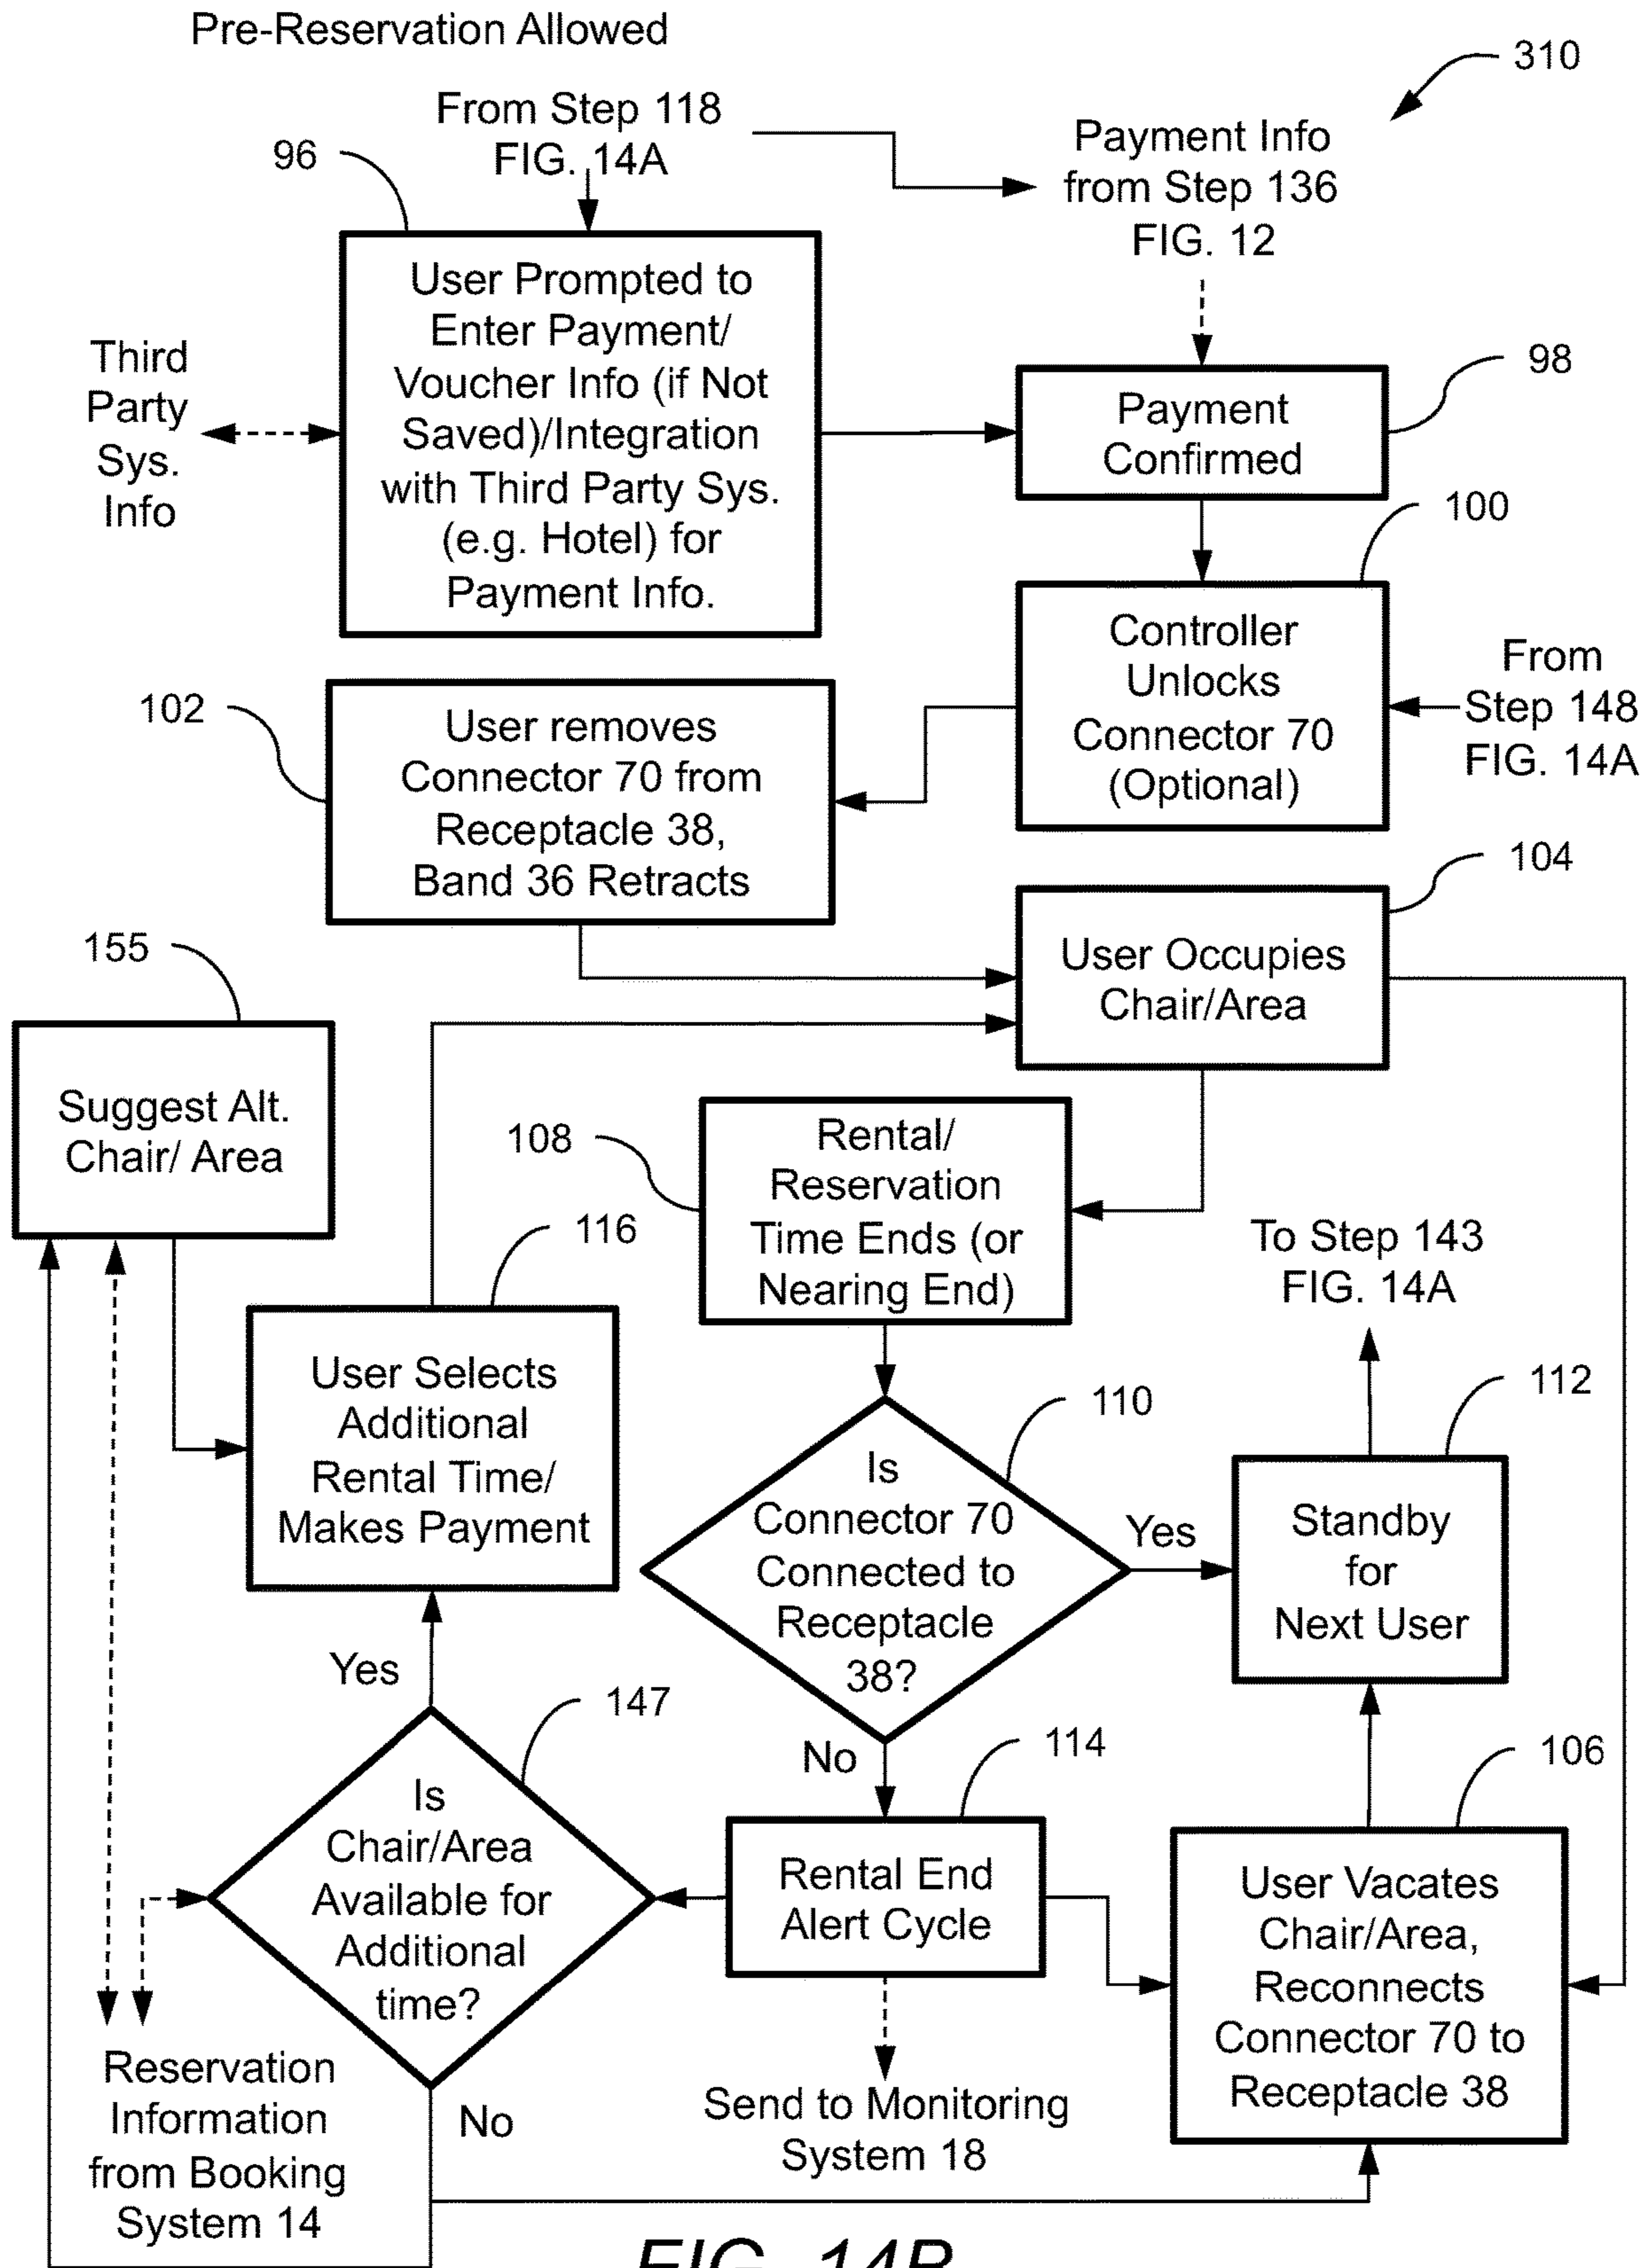 Pre-Reservation Allowed
310
From Step 118
FIG. 14A
96
Payment Info
from Step 136
FIG. 12
User Prompted to
Enter Payment/
Voucher Info (if Not
Saved)/Integration
with Third Party Sys.
(e.g. Hotel) for
Payment Info.
Third
Party
Sys.
Info
98
Payment
Confirmed
100
Controller
Unlocks
Connector 70
(Optional)
From
Step 148
FIG. 14A
102
User removes
Connector 70 from
Receptacle 38,
Band 36 Retracts
104
User Occupies
Chair/Area
155
Suggest Alt.
Chair/ Area
108
Rental/
Reservation
Time Ends (or
Nearing End)
116
User Selects
Additional
Rental Time/
Makes Payment
To Step 143
FIG. 14A
110
Is
Connector 70
Connected to
Receptacle
38?
Yes
112
Standby
for
Next User
Yes
147
Is
Chair/Area
Available for
Additional
time?
No
114
Rental End
Alert Cycle
106
User Vacates
Chair/Area,
Reconnects
Connector 70 to
Receptacle 38
Reservation
Information
from Booking
System 14
No
Send to Monitoring
System 18
FIG. 14B